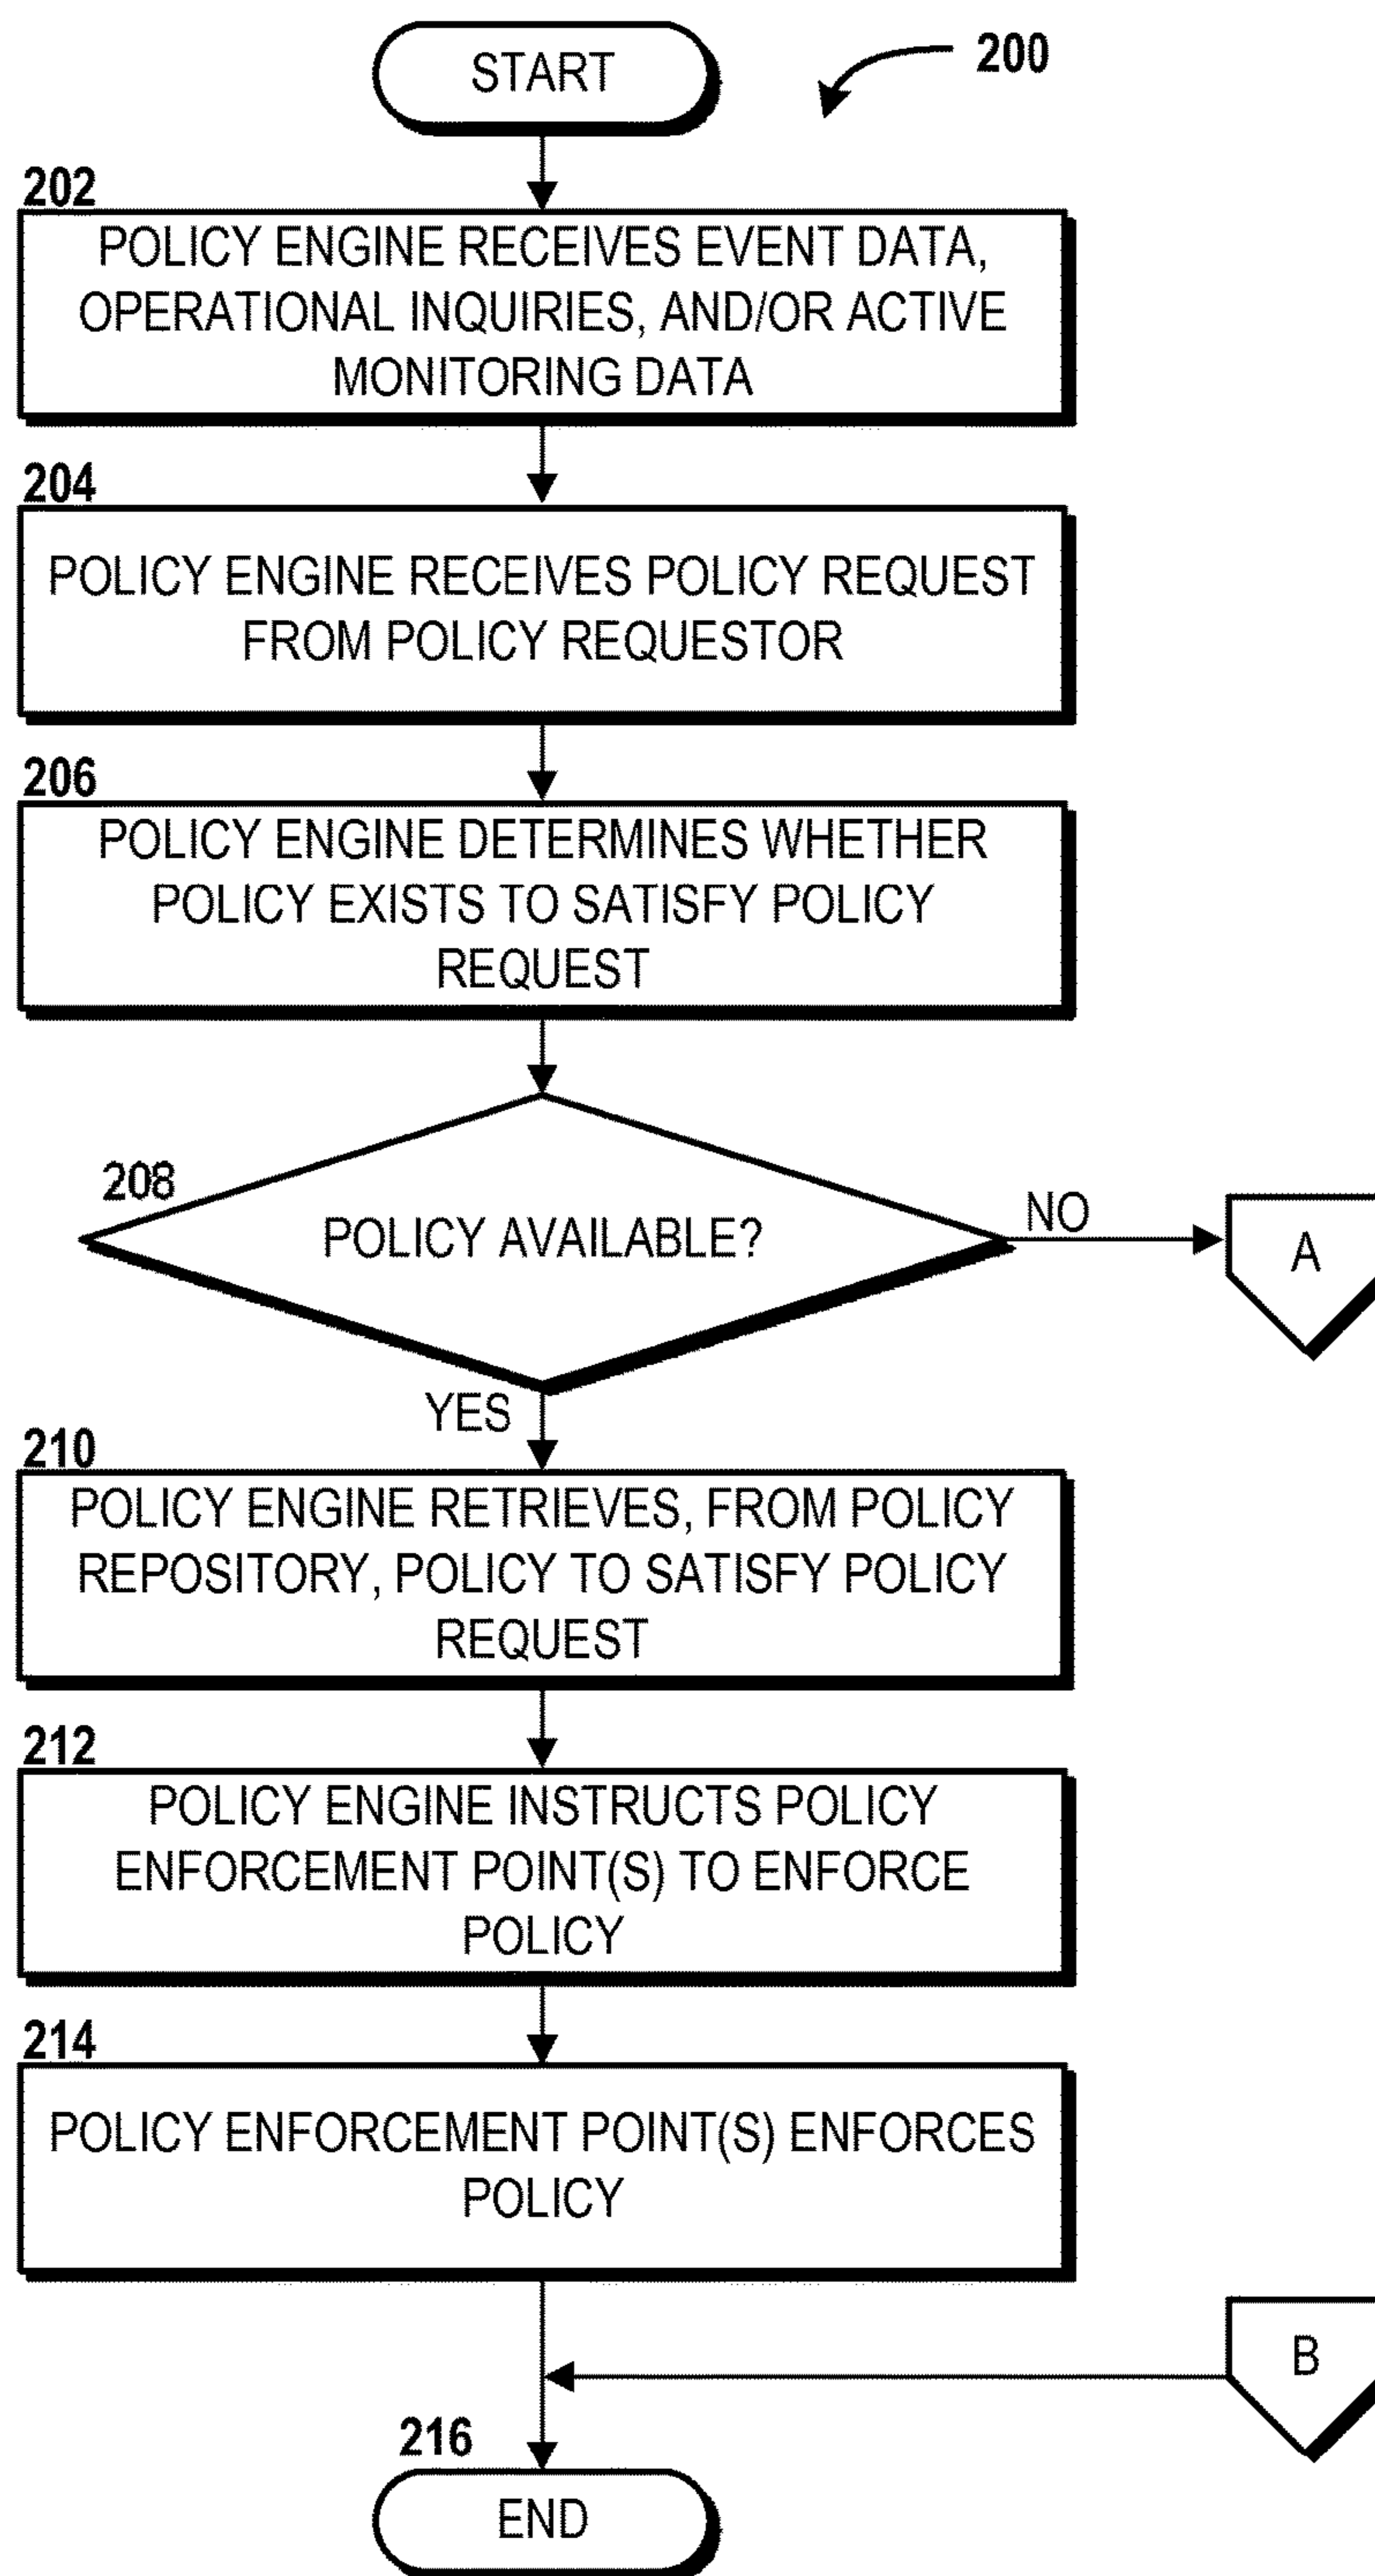 START
200
202
POLICY ENGINE RECEIVES EVENT DATA,
OPERATIONAL INQUIRIES, AND/OR ACTIVE
MONITORING DATA
204
POLICY ENGINE RECEIVES POLICY REQUEST
FROM POLICY REQUESTOR
206
POLICY ENGINE DETERMINES WHETHER
POLICY EXISTS TO SATISFY POLICY
REQUEST
208
POLICY AVAILABLE?
NO
A
YES
210
POLICY ENGINE RETRIEVES, FROM POLICY
REPOSITORY, POLICY TO SATISFY POLICY
REQUEST
212
POLICY ENGINE INSTRUCTS POLICY
ENFORCEMENT POINT(S) TO ENFORCE
POLICY
214
POLICY ENFORCEMENT POINT(S) ENFORCES
POLICY
B
216
END